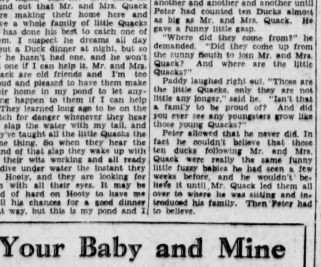 out that Mr. and Mrs. Quack
re making their home here and
ve a whole family of little Quacks
has done his best to catch one of
em. I suspect he dreams all day
out a Duck dinner at night, but so
he hasn't had one, and he won't
one if I can help it. Mr. and Mrs.
ack are old friends and I'm too
ud and pleased to have them make
ir home in my pond to let any-
ng happen to them if I can help
They learned long ago to be on the
tch for danger whenever they hear
slap the water with my tail, and
y've taught all the little Quacks the
ne thing. So when they hear the
nd of that slap they wake up with
their wits working and all ready
dive under water the instant they
Hooty, and they are looking for
with all their eyes. It may be
d of hard on Hooty to have me
il his chances for a good dinner
t way, but this is my pond and I
another and another and another until
Peter had counted ten Ducks almost
as big as Mr. and Mrs. Quack. He
gave a funny little gasp.
"Where did they come from?" he
demanded. "Did they come up from
the sunny South to join Mr. and Mrs.
Quack? And where are the little
Quacks?"
Paddy laughed right out. "Those are
the little Quacks, only they are not
little any longer," said he. "Isn't that
a family to be proud of? And did
you ever see any youngsters grow like
those young Quacks?"
Peter allowed that he never did. In
fact he couldn't believe that those
ten ducks following Mr. and Mrs.
Quack were really the same funny
little fuzzy babies he had seen a few
weeks before, and he wouldn't be-
lieve it until Mr. Quack led them all
over to where he was sitting and in-
troduced his family. Then Peter had
to believe.
Your Baby and Mine